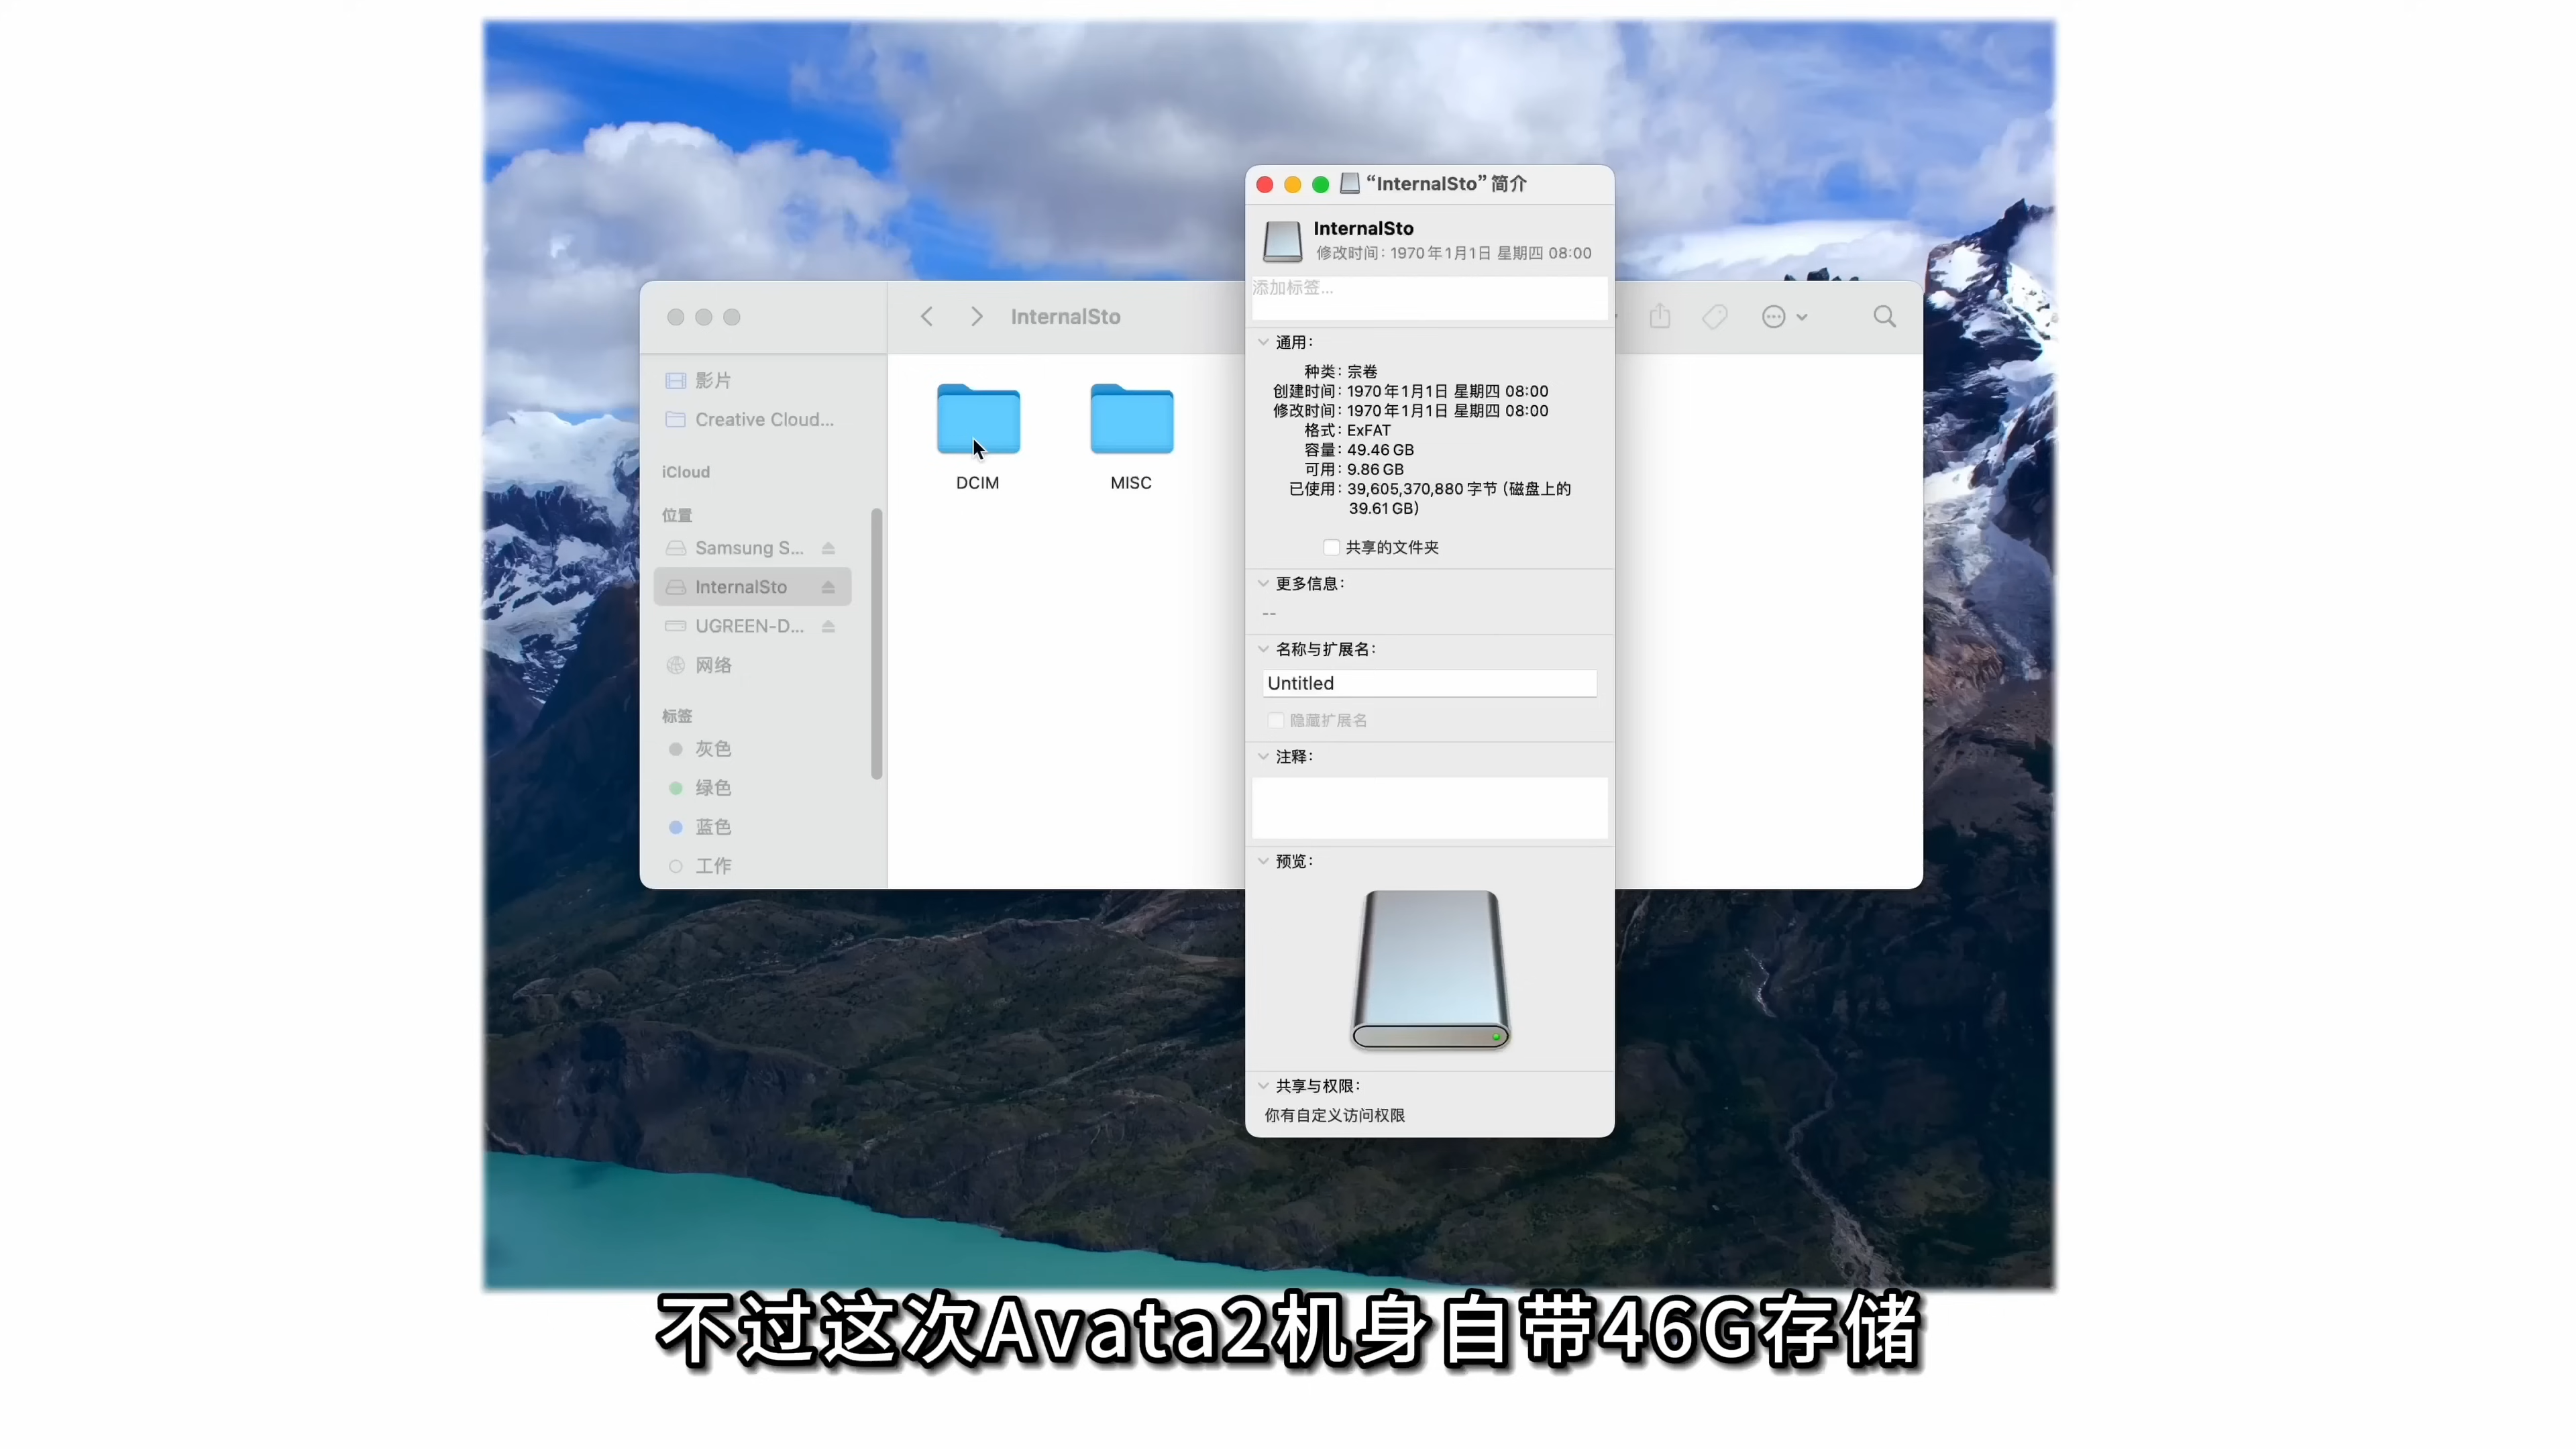 InternalSto
影片
Creative Cloud...
iCloud
位置
Samsung S...
InternalSto
UGREEN-D...
网络
标签
灰色
绿色
蓝色
工作
DCIM
MISC
“InternalSto”简介
InternalSto
修改时间：1970年1月1日 星期四 08:00
添加标签...
通用：
种类：宗卷
创建时间：1970年1月1日 星期四 08:00
修改时间：1970年1月1日 星期四 08:00
格式：ExFAT
容量：49.46 GB
可用：9.86 GB
已使用：39,605,370,880 字节（磁盘上的
39.61 GB）
共享的文件夹
更多信息：
--
名称与扩展名：
Untitled
隐藏扩展名
注释：
预览：
共享与权限：
你有自定义访问权限
不过这次Avata2机身自带46G存储